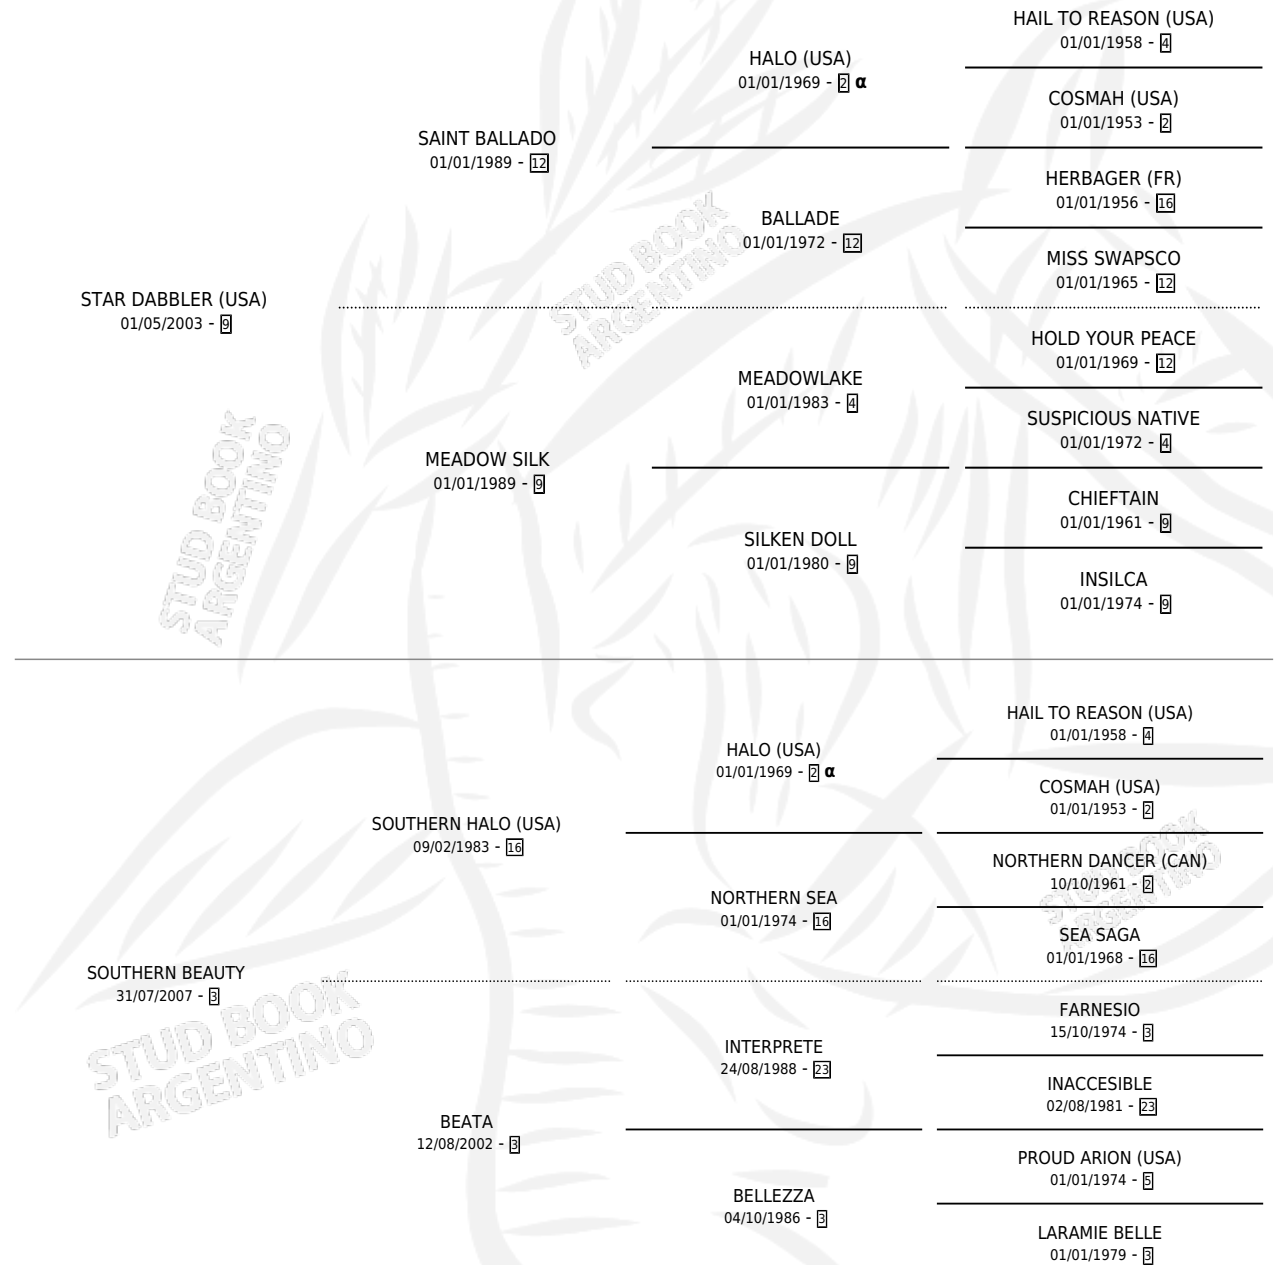 HAIL TO REASON (USA)
01/01/1958 - 4
HALO (USA)
01/01/1969 - 2 α
COSMAH (USA)
01/01/1953 - 2
SAINT BALLADO
01/01/1989 - 12
HERBAGER (FR)
01/01/1956 - 16
BALLADE
01/01/1972 - 12
MISS SWAPSCO
01/01/1965 - 12
STAR DABBLER (USA)
01/05/2003 - 9
HOLD YOUR PEACE
01/01/1969 - 12
MEADOWLAKE
01/01/1983 - 4
SUSPICIOUS NATIVE
01/01/1972 - 4
MEADOW SILK
01/01/1989 - 9
CHIEFTAIN
01/01/1961 - 9
SILKEN DOLL
01/01/1980 - 9
INSILCA
01/01/1974 - 9
STUD BOOK
ARGENTINO
STUD BOOK
ARGENTINO
HAIL TO REASON (USA)
01/01/1958 - 4
HALO (USA)
01/01/1969 - 2 α
COSMAH (USA)
01/01/1953 - 2
SOUTHERN HALO (USA)
09/02/1983 - 16
NORTHERN DANCER (CAN)
10/10/1961 - 2
NORTHERN SEA
01/01/1974 - 16
SEA SAGA
01/01/1968 - 16
SOUTHERN BEAUTY
31/07/2007 - 3
FARNESIO
15/10/1974 - 3
INTERPRETE
24/08/1988 - 23
INACCESIBLE
02/08/1981 - 23
BEATA
12/08/2002 - 3
PROUD ARION (USA)
01/01/1974 - 5
BELLEZZA
04/10/1986 - 3
LARAMIE BELLE
01/01/1979 - 3
STUD BOOK
ARGENTINO
STUD BOOK
ARGENTINO